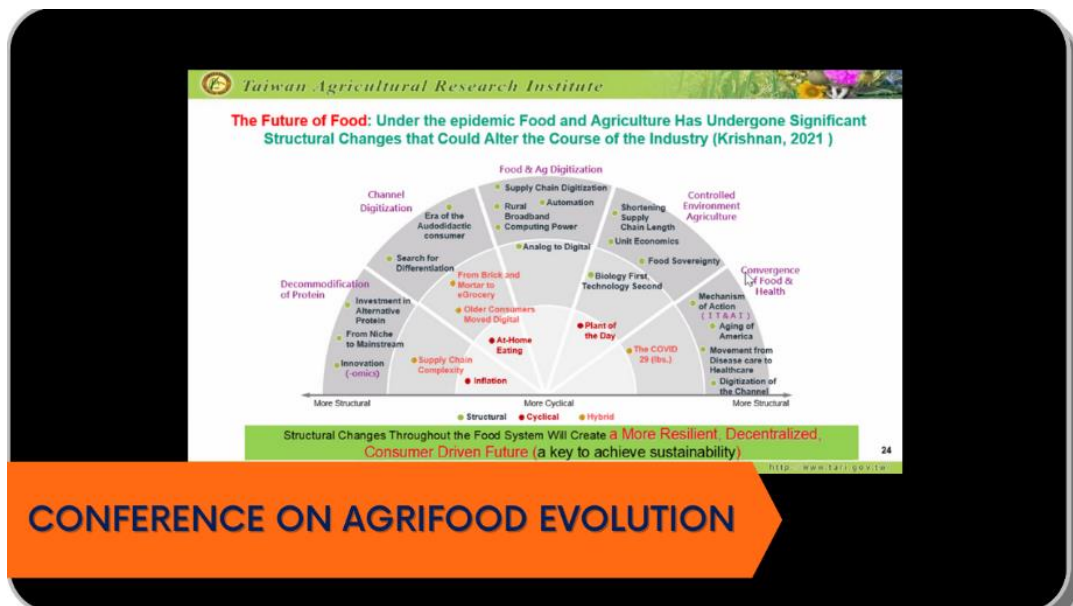 Taiwan Agricultural Research Institute
The Future of Food: Under the epidemic Food and Agriculture Has Undergone Significant
Structural Changes that Could Alter the Course of the Industry (Krishnan, 2021 )
Food & Ag Digitization
Channel
Digitization
Controlled
Environment
Agriculture
Decommodification
of Protein
Convergence
of Food &
Health
Supply Chain Digitization
Automation
Rural
Broadband
Computing Power
Analog to Digital
Era of the
Audodidactic
consumer
Search for
Differentiation
From Brick and
Mortar to
eGrocery
Older Consumers
Moved Digital
At-Home
Eating
Shortening
Supply
Chain Length
Unit Economics
Food Sovereignty
Biology First,
Technology Second
Plant of
the Day
Investment in
Alternative
Protein
From Niche
to Mainstream
Innovation
(-omics)
Supply Chain
Complexity
Inflation
Mechanism
of Action
( I T & A I )
Aging of
America
Movement from
Disease care to
Healthcare
Digitization of
the Channel
The COVID
29 (lbs.)
More Structural
More Cyclical
More Structural
Structural
Cyclical
Hybrid
Structural Changes Throughout the Food System Will Create a More Resilient, Decentralized,
Consumer Driven Future (a key to achieve sustainability)
24
http://www.tari.gov.tw
CONFERENCE ON AGRIFOOD EVOLUTION